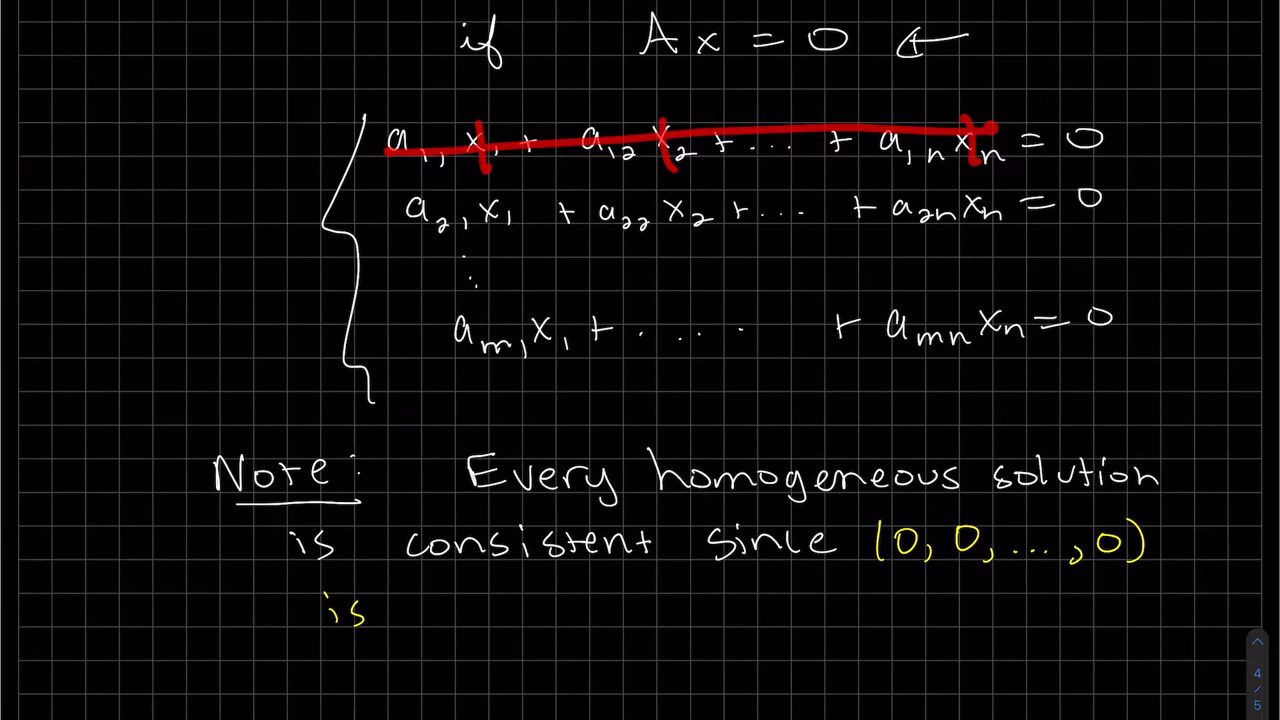 if Ax = 0 ←
a₁₁x₁ + a₁₂x₂ + ... + a₁ₙxₙ = 0
a₂₁x₁ + a₂₂x₂ + ... + a₂ₙxₙ = 0
⋮
aₘ₁x₁ + .... + aₘₙxₙ = 0
Note: Every homogeneous solution
is consistent since (0, 0, ..., 0)
is
4
/
5